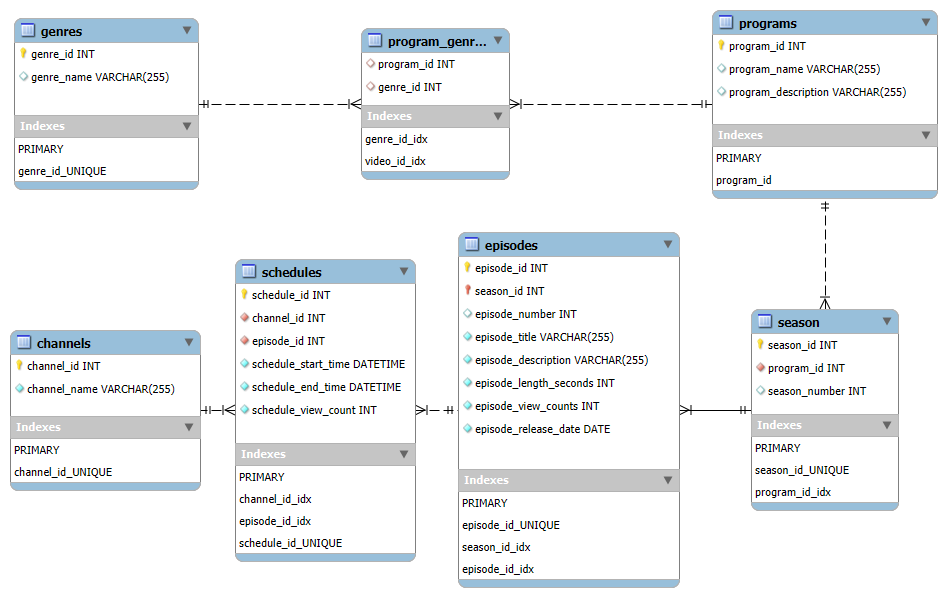 genres
genre_id INT
genre_name VARCHAR(255)
Indexes
PRIMARY
genre_id_UNIQUE
program_genr...
program_id INT
genre_id INT
Indexes
genre_id_idx
video_id_idx
programs
program_id INT
program_name VARCHAR(255)
program_description VARCHAR(255)
Indexes
PRIMARY
program_id
channels
channel_id INT
channel_name VARCHAR(255)
Indexes
PRIMARY
channel_id_UNIQUE
schedules
schedule_id INT
channel_id INT
episode_id INT
schedule_start_time DATETIME
schedule_end_time DATETIME
schedule_view_count INT
Indexes
PRIMARY
channel_id_idx
episode_id_idx
schedule_id_UNIQUE
episodes
episode_id INT
season_id INT
episode_number INT
episode_title VARCHAR(255)
episode_description VARCHAR(255)
episode_length_seconds INT
episode_view_counts INT
episode_release_date DATE
Indexes
PRIMARY
episode_id_UNIQUE
season_id_idx
episode_id_idx
season
season_id INT
program_id INT
season_number INT
Indexes
PRIMARY
season_id_UNIQUE
program_id_idx